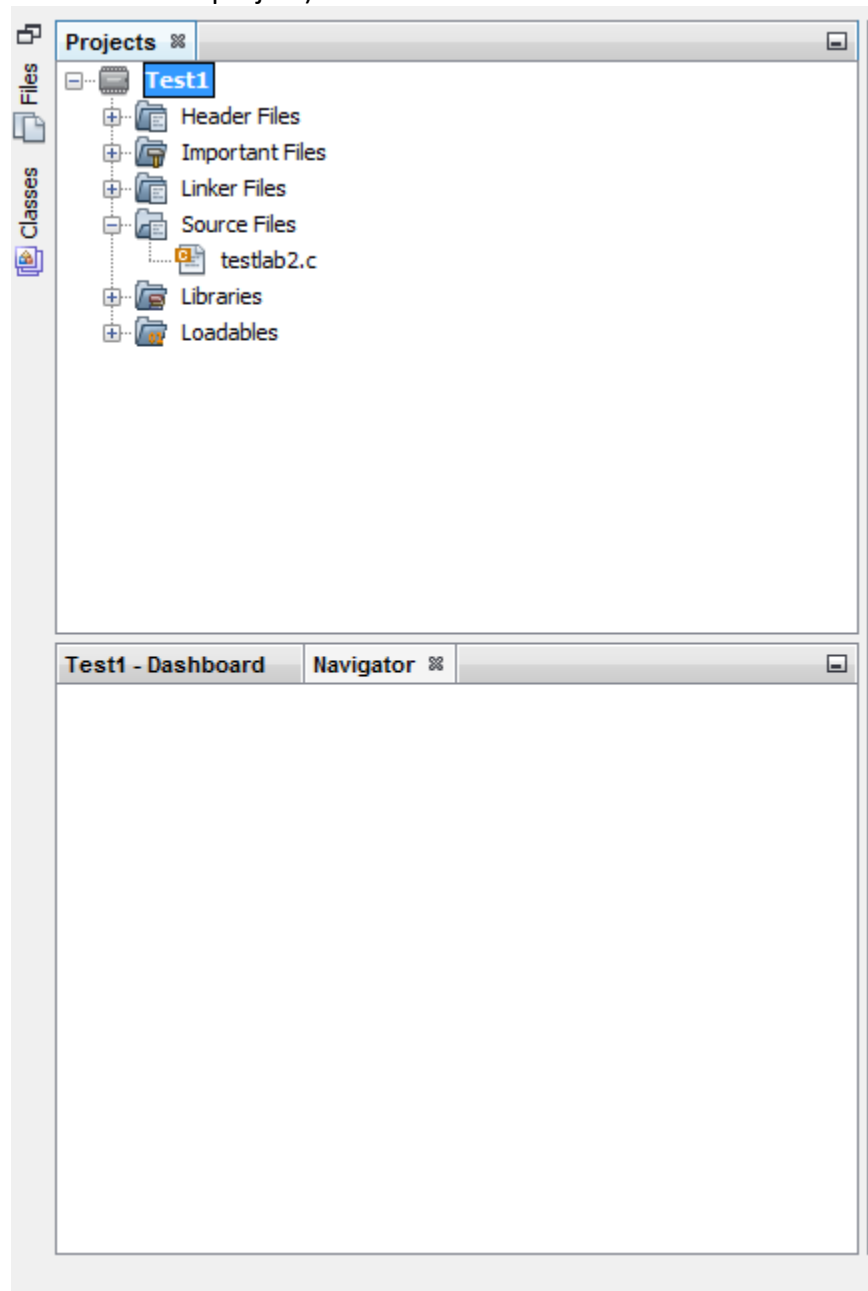 Projects
Files
Classes
Test1
Header Files
Important Files
Linker Files
Source Files
testlab2.c
Libraries
Loadables
Test1 - Dashboard Navigator